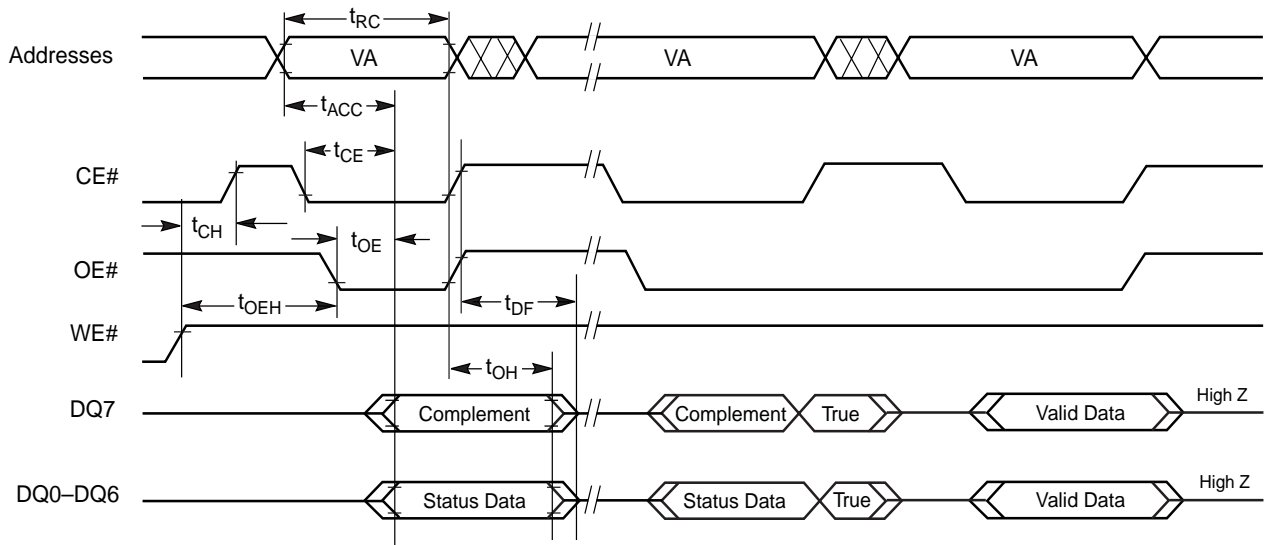 tRC
Addresses VA VA VA
tACC
tCE
CE#
tCH
tOE
OE#
tOEH tDF
WE#
tOH
DQ7 Complement Complement True Valid Data High Z
DQ0–DQ6 Status Data Status Data True Valid Data High Z